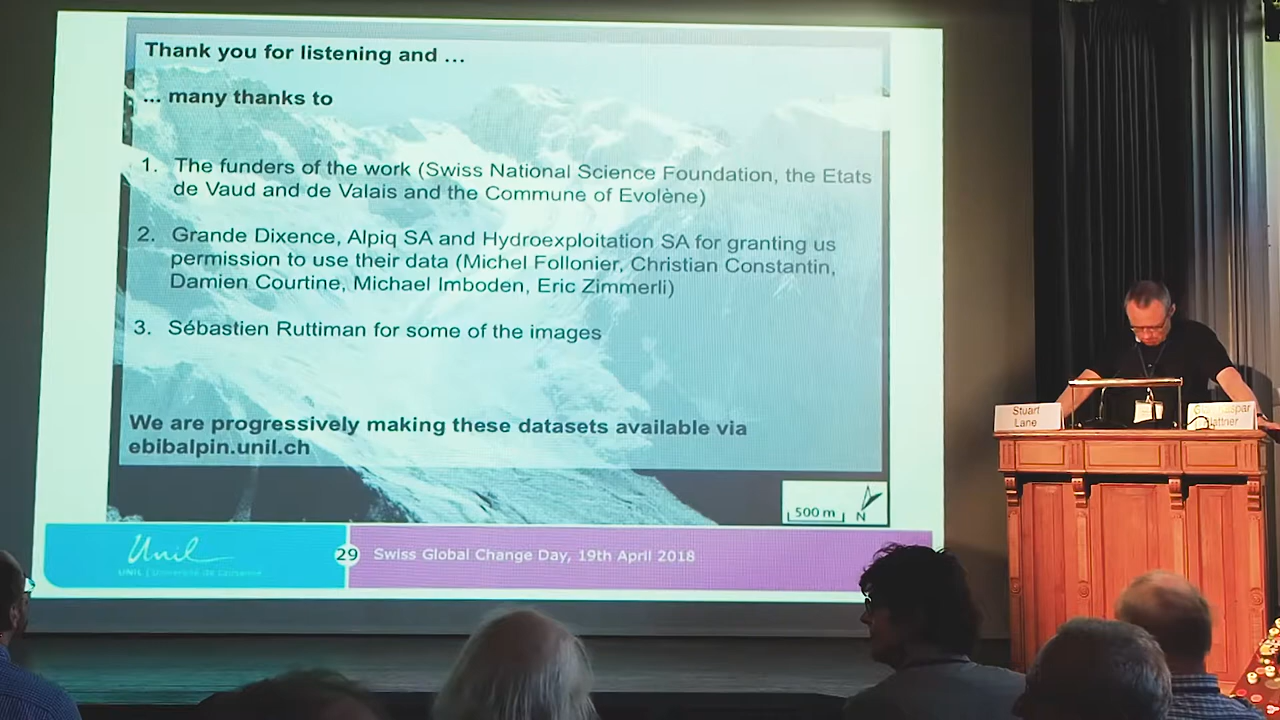 Thank you for listening and …
... many thanks to
1. The funders of the work (Swiss National Science Foundation, the Etats
de Vaud and de Valais and the Commune of Evolène)
2. Grande Dixence, Alpiq SA and Hydroexploitation SA for granting us
permission to use their data (Michel Follonier, Christian Constantin,
Damien Courtine, Michael Imboden, Eric Zimmerli)
3. Sébastien Ruttiman for some of the images
We are progressively making these datasets available via
ebibalpin.unil.ch
500 m N
Unil
UNIL | Université de Lausanne
29 Swiss Global Change Day, 19th April 2018
Stuart
Lane